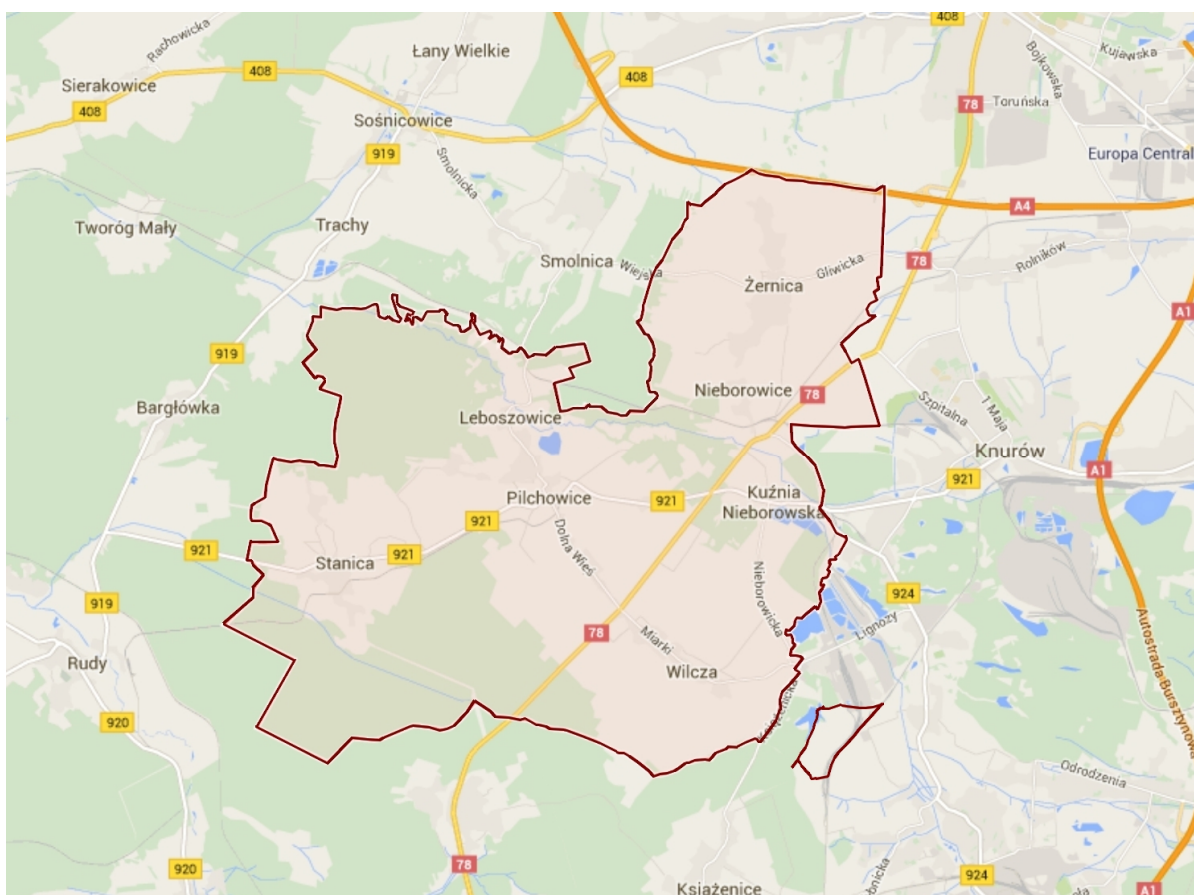 408
Rachowicka
Łany Wielkie
Kujawska
Bojkowska
408
408
Sierakowice
408
78
Toruńska
Sośnicowice
919
Smolnicka
Europa Central
Tworóg Mały
Trachy
A4
Smolnica
Wiejska
Gliwicka
78
Rolników
Żernica
A1
919
Bargłówka
Nieborowice
78
Szpitalna
1 Maja
Leboszowice
Knurów
A1
921
Pilchowice
921
Kuźnia
Nieborowska
921
Dolna Wieś
921
921
Stanica
Nieborowicka
919
924
Lignozy
78
Miarki
Autostrada Bursztynowa
Rudy
Wilcza
Książenicka
920
Odrodzenia
78
920
924
A1
Książenice